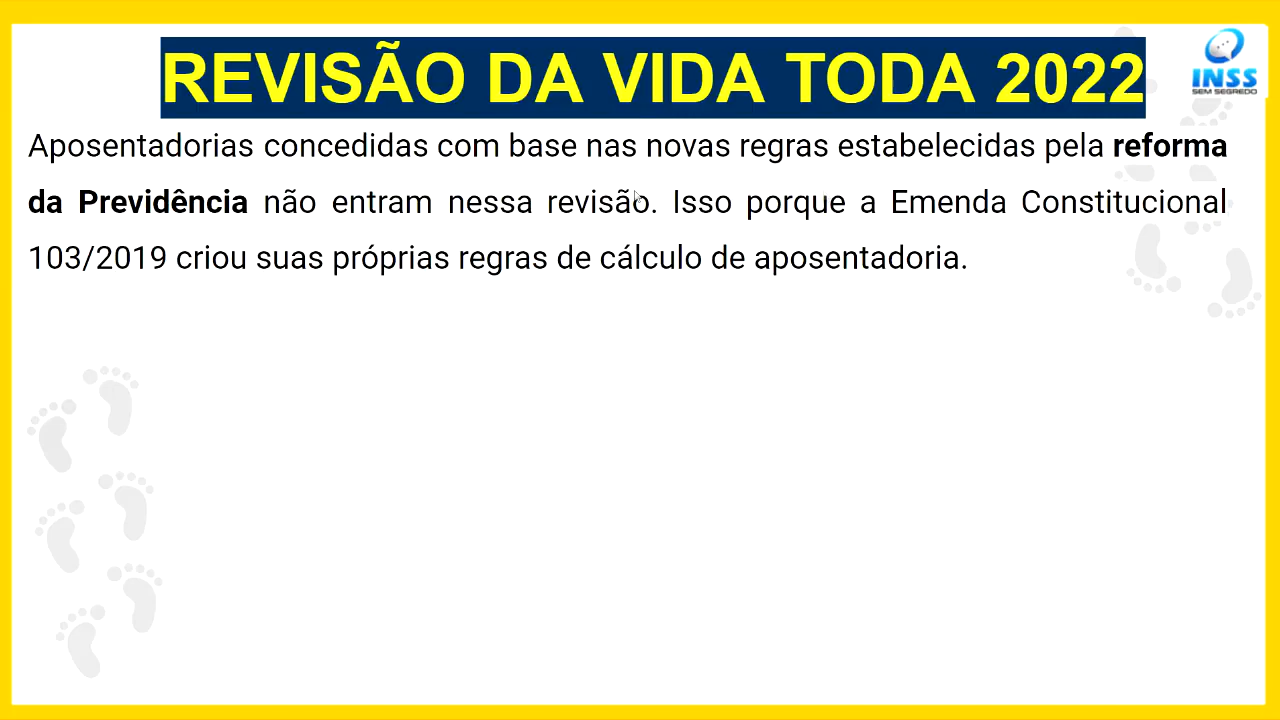 REVISÃO DA VIDA TODA 2022
INSS
SEM SEGREDO
Aposentadorias concedidas com base nas novas regras estabelecidas pela reforma
da Previdência não entram nessa revisão. Isso porque a Emenda Constitucional
103/2019 criou suas próprias regras de cálculo de aposentadoria.